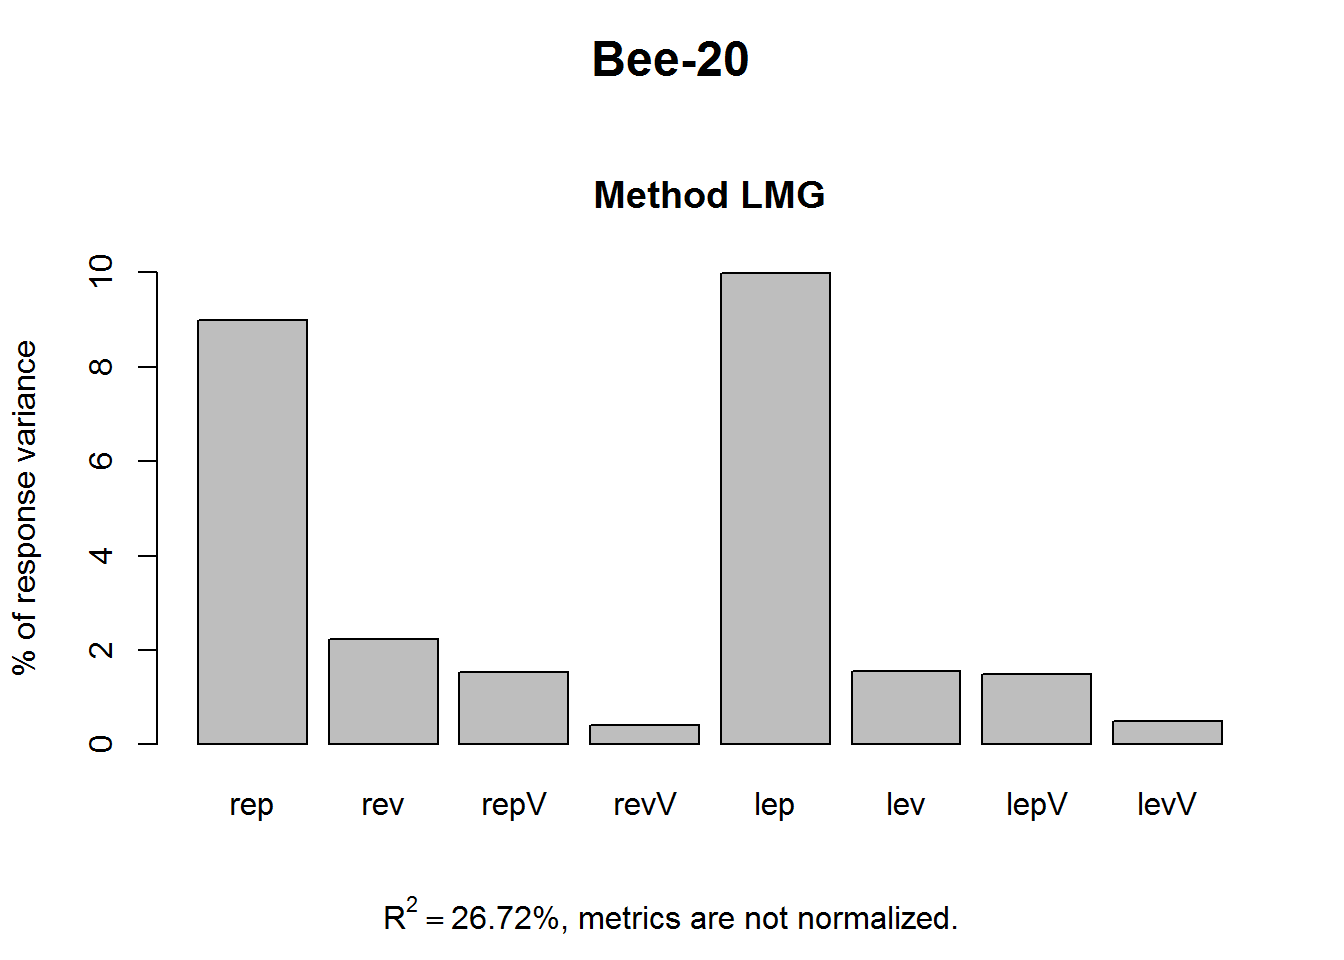 Bee-20
Method LMG
% of response variance
10
8
6
4
2
0
rep rev repV revV lep lev lepV levV
R² = 26.72%, metrics are not normalized.